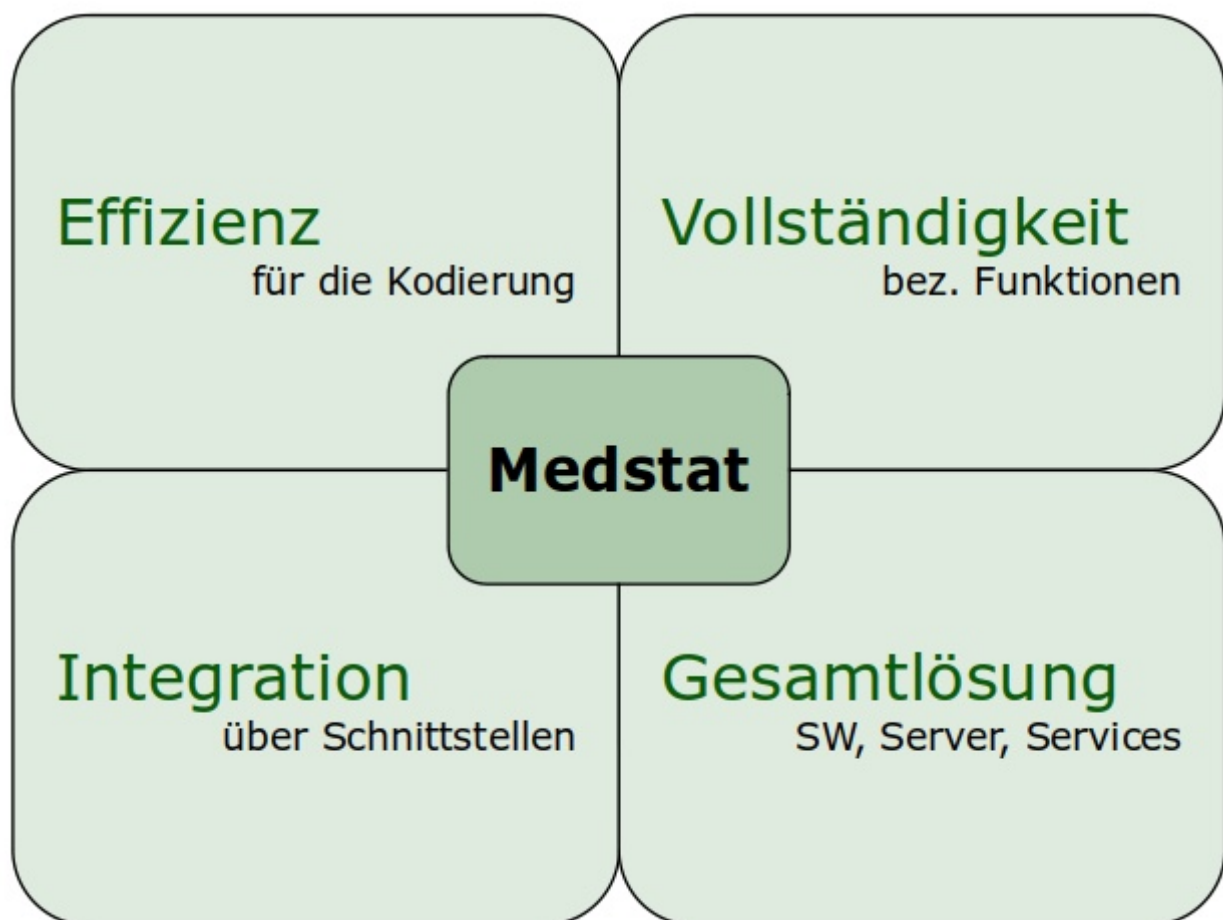 Effizienz
für die Kodierung
Vollständigkeit
bez. Funktionen
Medstat
Integration
über Schnittstellen
Gesamtlösung
SW, Server, Services